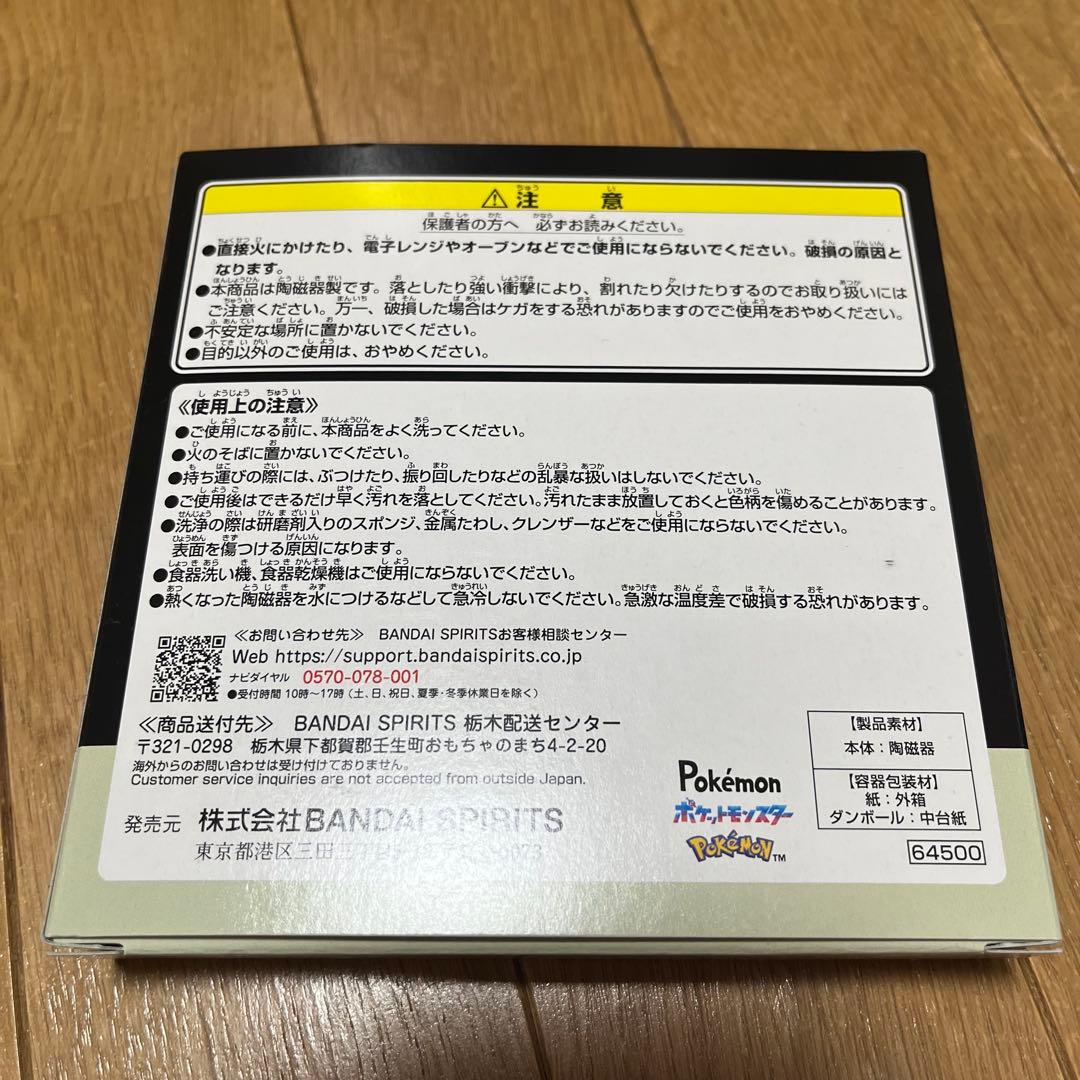 ⚠注意
保護者の方へ 必ずお読みください。
●直接火にかけたり、電子レンジやオーブンなどでご使用にならないでください。破損の原因と
なります。
●本商品は陶磁器製です。落としたり強い衝撃により、割れたり欠けたりするのでお取り扱いには
ご注意ください。万一、破損した場合はケガをする恐れがありますのでご使用をおやめください。
●不安定な場所に置かないでください。
●目的以外のご使用は、おやめください。
《使用上の注意》
●ご使用になる前に、本商品をよく洗ってください。
●火のそばに置かないでください。
●持ち運びの際には、ぶつけたり、振り回したりなどの乱暴な扱いはしないでください。
●ご使用後はできるだけ早く汚れを落としてください。汚れたまま放置しておくと色柄を傷めることがあります。
●洗浄の際は研磨剤入りのスポンジ、金属たわし、クレンザーなどをご使用にならないでください。
表面を傷つける原因になります。
●食器洗い機、食器乾燥機はご使用にならないでください。
●熱くなった陶磁器を水につけるなどして急冷しないでください。急激な温度差で破損する恐れがあります。
≪お問い合わせ先≫ BANDAI SPIRITSお客様相談センター
Web https://support.bandaispirits.co.jp
ナビダイヤル 0570-078-001
●受付時間 10時〜17時(土、日、祝日、夏季・冬季休業日を除く)
≪商品送付先≫ BANDAI SPIRITS 栃木配送センター
〒321-0298 栃木県下都賀郡壬生町おもちゃのまち4-2-20
海外からのお問い合わせは受け付けておりません。
Customer service inquiries are not accepted from outside Japan.
発売元 株式会社BANDAI SPIRITS
東京都港区三田
【製品素材】
本体：陶磁器
【容器包装材】
紙：外箱
ダンボール：中台紙
Pokémon
ポケットモンスター
POKéMON™
64500